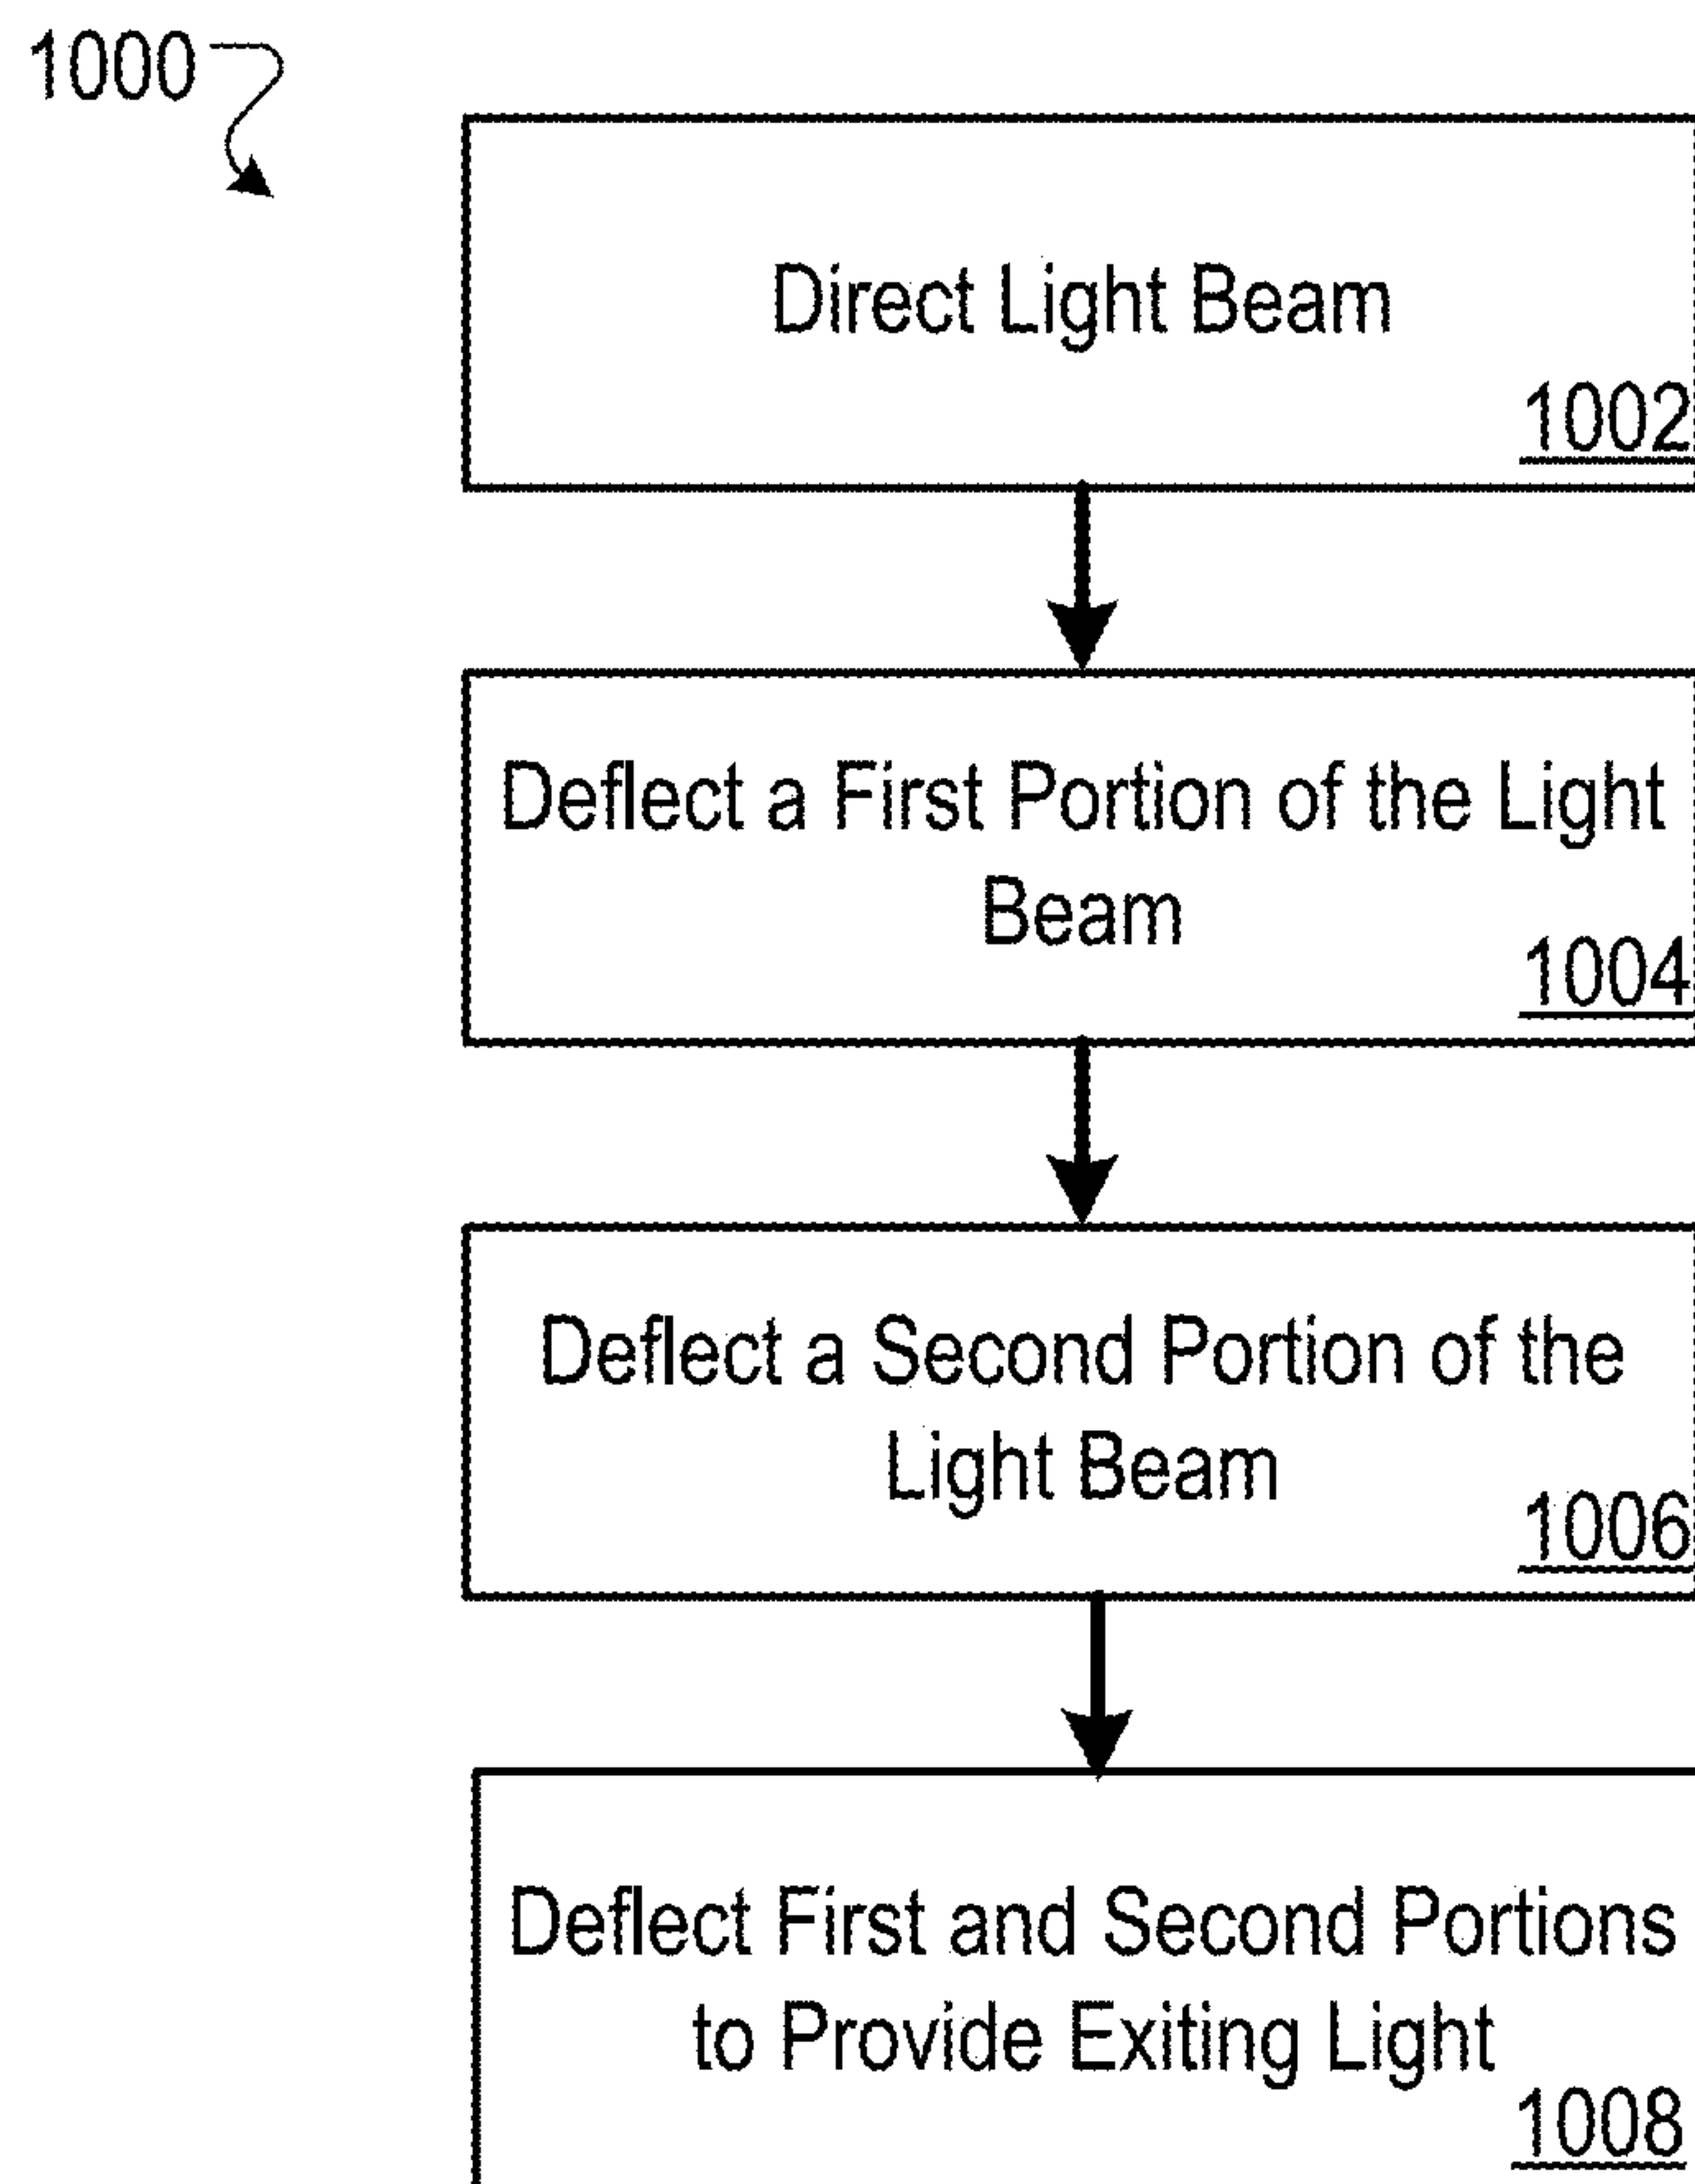 1000
Direct Light Beam
1002
Deflect a First Portion of the Light
Beam
1004
Deflect a Second Portion of the
Light Beam
1006
Deflect First and Second Portions
to Provide Exiting Light
1008